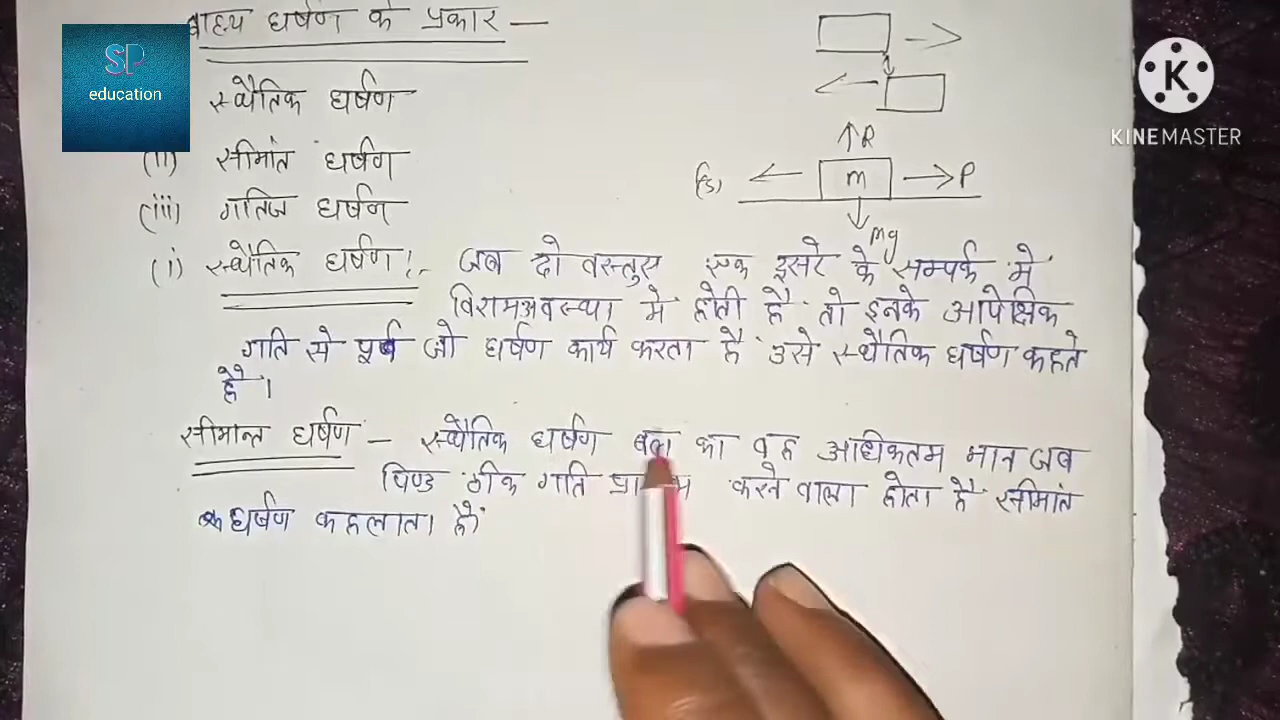 बाह्य घर्षण के प्रकार —
SP
education
स्थैतिक घर्षण
(ii) सीमांत घर्षण
(iii) गतिज घर्षण
(i) स्थैतिक घर्षण :- जब दो वस्तुएं एक दूसरे के सम्पर्क में
विरामअवस्था में होती है तो इनके आपेक्षिक
गति से पूर्व जो घर्षण कार्य करता है उसे स्थैतिक घर्षण कहते
है ।
सीमान्त घर्षण – स्थैतिक घर्षण बल का वह अधिकतम मान जब
पिण्ड ठीक गति करने वाला होता है सीमांत
घर्षण कहलाता है
R
m
P
Mg
K
KINEMASTER